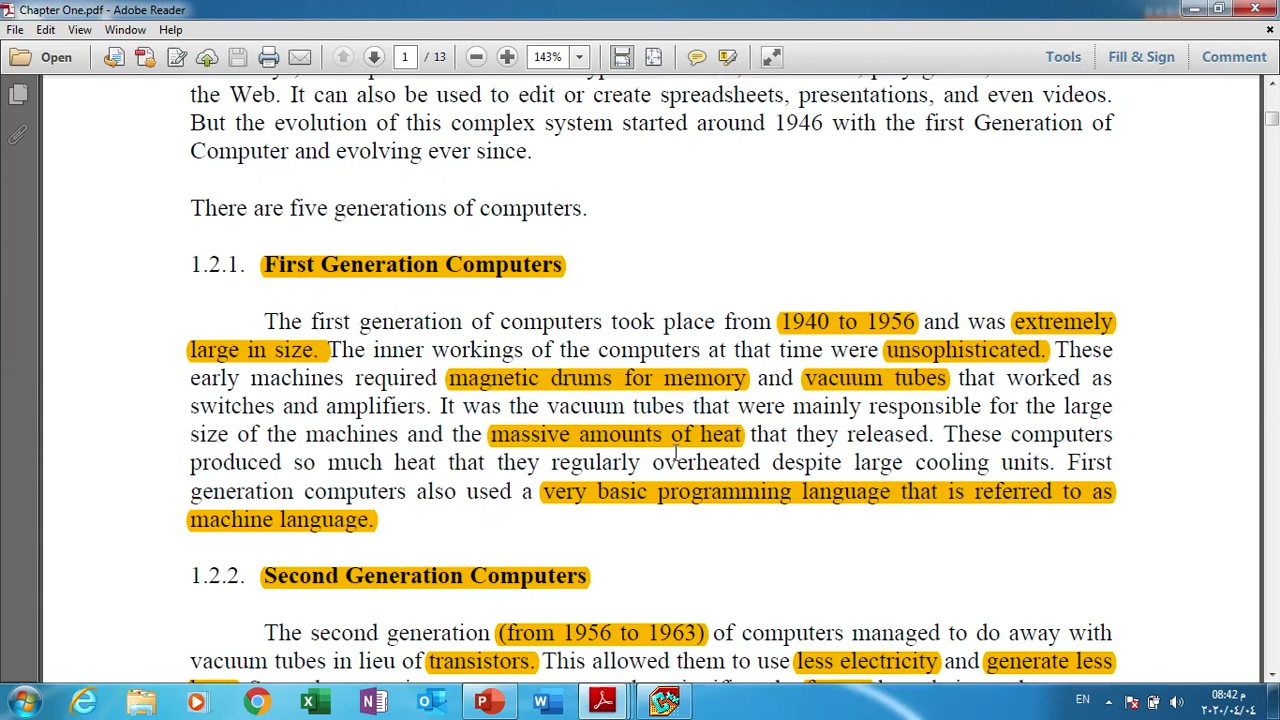 Chapter One.pdf - Adobe Reader
File Edit View Window Help
Open 1 / 13 143% Tools Fill & Sign Comment
the Web. It can also be used to edit or create spreadsheets, presentations, and even videos.
But the evolution of this complex system started around 1946 with the first Generation of
Computer and evolving ever since.
There are five generations of computers.
1.2.1. First Generation Computers
The first generation of computers took place from 1940 to 1956 and was extremely
large in size. The inner workings of the computers at that time were unsophisticated. These
early machines required magnetic drums for memory and vacuum tubes that worked as
switches and amplifiers. It was the vacuum tubes that were mainly responsible for the large
size of the machines and the massive amounts of heat that they released. These computers
produced so much heat that they regularly overheated despite large cooling units. First
generation computers also used a very basic programming language that is referred to as
machine language.
1.2.2. Second Generation Computers
The second generation (from 1956 to 1963) of computers managed to do away with
vacuum tubes in lieu of transistors. This allowed them to use less electricity and generate less
EN
08:42 م
٢٠٢٠/٠٤/٠٤